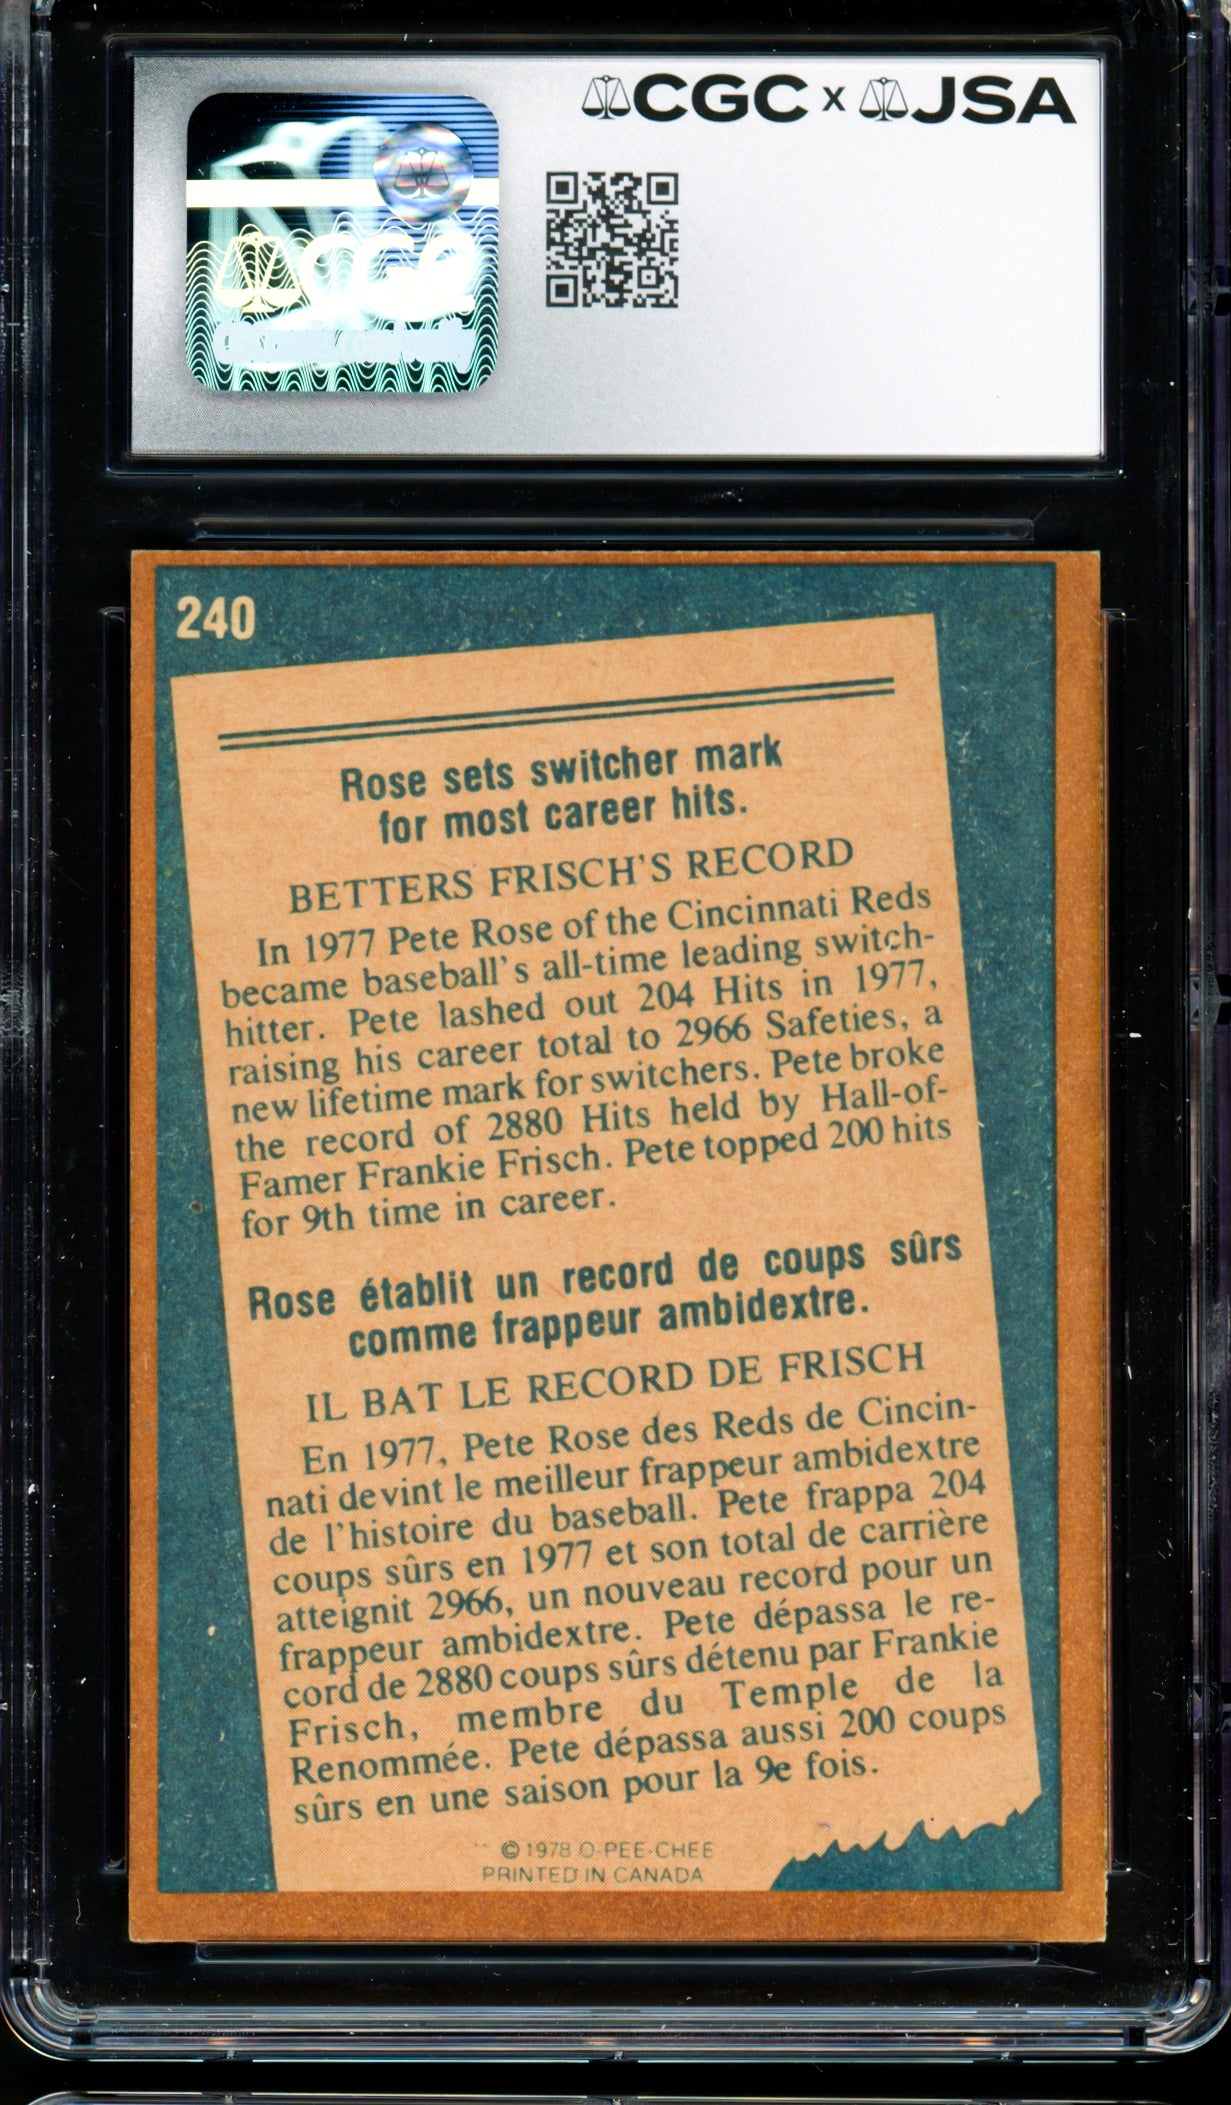 CGC x JSA
CGC
240
Rose sets switcher mark
for most career hits.
BETTERS FRISCH'S RECORD
In 1977 Pete Rose of the Cincinnati Reds
became baseball's all-time leading switch-
hitter. Pete lashed out 204 Hits in 1977,
raising his career total to 2966 Safeties, a
new lifetime mark for switchers. Pete broke
the record of 2880 Hits held by Hall-of-
Famer Frankie Frisch. Pete topped 200 hits
for 9th time in career.
Rose établit un record de coups sûrs
comme frappeur ambidextre.
IL BAT LE RECORD DE FRISCH
En 1977, Pete Rose des Reds de Cincin-
nati devint le meilleur frappeur ambidextre
de l'histoire du baseball. Pete frappa 204
coups sûrs en 1977 et son total de carrière
atteignit 2966, un nouveau record pour un
frappeur ambidextre. Pete dépassa le re-
cord de 2880 coups sûrs détenu par Frankie
Frisch, membre du Temple de la
Renommée. Pete dépassa aussi 200 coups
sûrs en une saison pour la 9e fois.
© 1978 O-PEE-CHEE
PRINTED IN CANADA